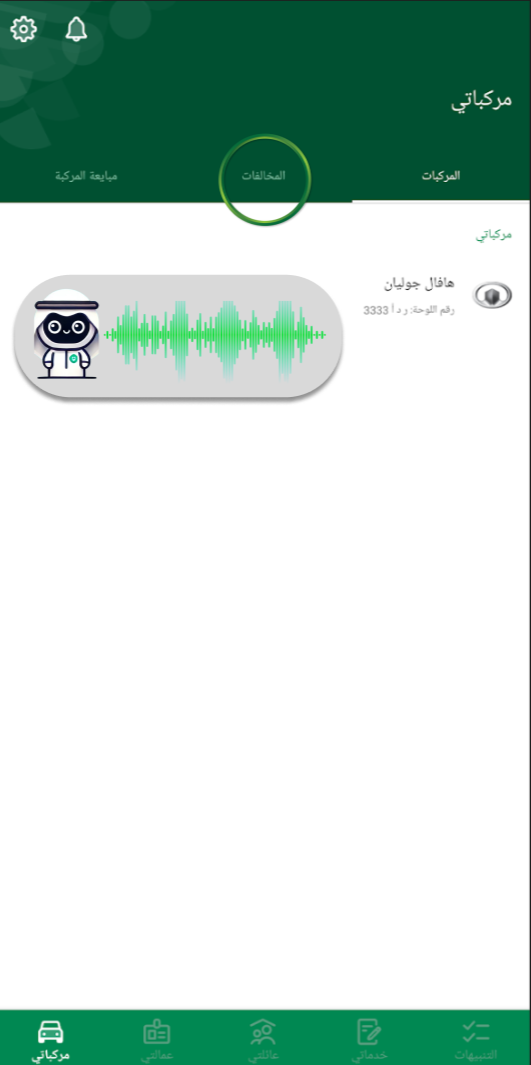 مركباتي
المركبات
المخالفات
مبايعة المركبة
مركباتي
هافال جوليان
رقم اللوحة: ر د أ 3333
التنبيهات
خدماتي
عائلتي
عمالتي
مركباتي